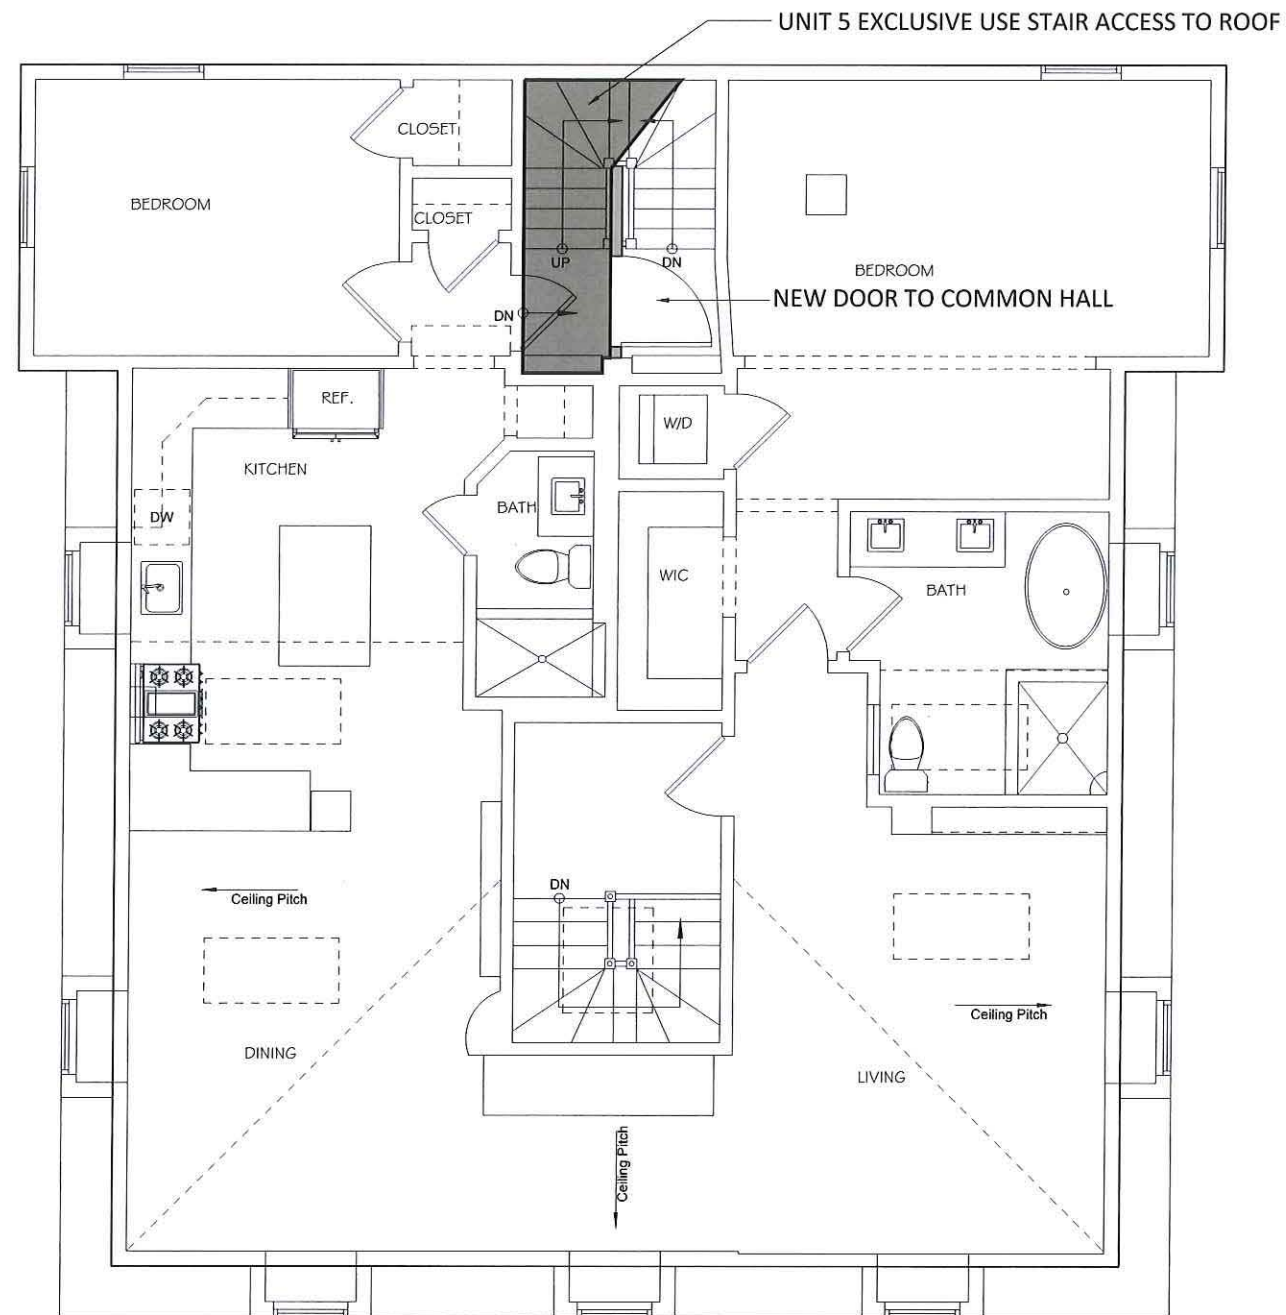 UNIT 5 EXCLUSIVE USE STAIR ACCESS TO ROOF
CLOSET
BEDROOM
CLOSET
UP
DN
BEDROOM
NEW DOOR TO COMMON HALL
DN
REF.
W/D
KITCHEN
BATH
DW
WIC
BATH
DN
Ceiling Pitch
Ceiling Pitch
DINING
LIVING
Ceiling Pitch